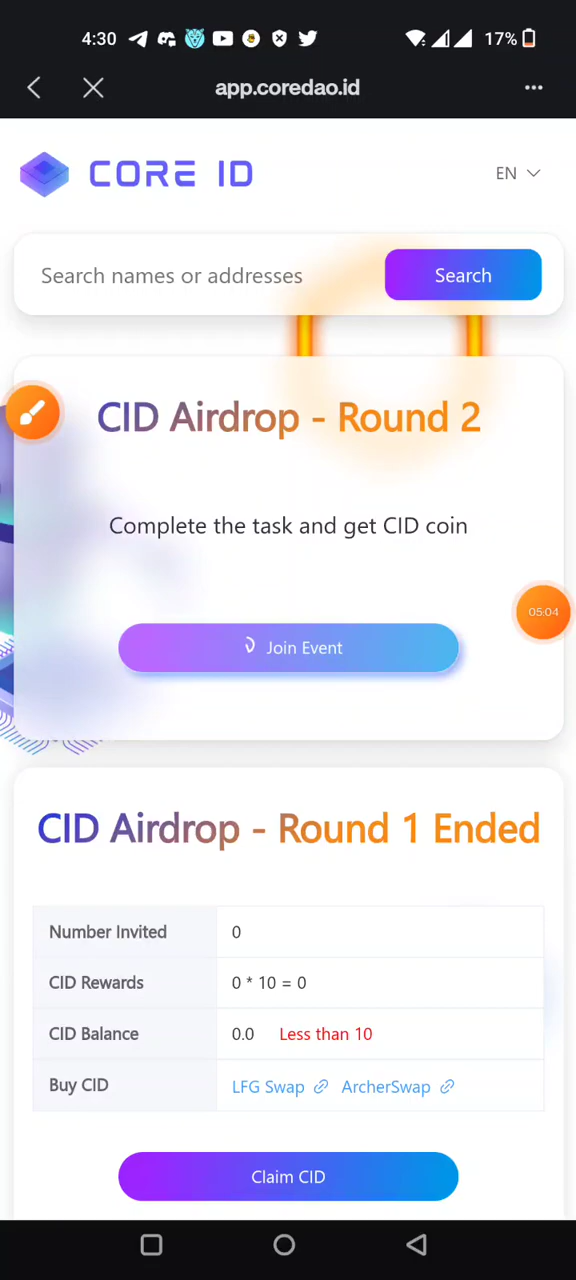 4:30 17%
app.coredao.id
CORE ID EN
Search names or addresses Search
CID Airdrop - Round 2
Complete the task and get CID coin
05:04
Join Event
CID Airdrop - Round 1 Ended
Number Invited 0
CID Rewards 0 * 10 = 0
CID Balance 0.0 Less than 10
Buy CID LFG Swap ArcherSwap
Claim CID